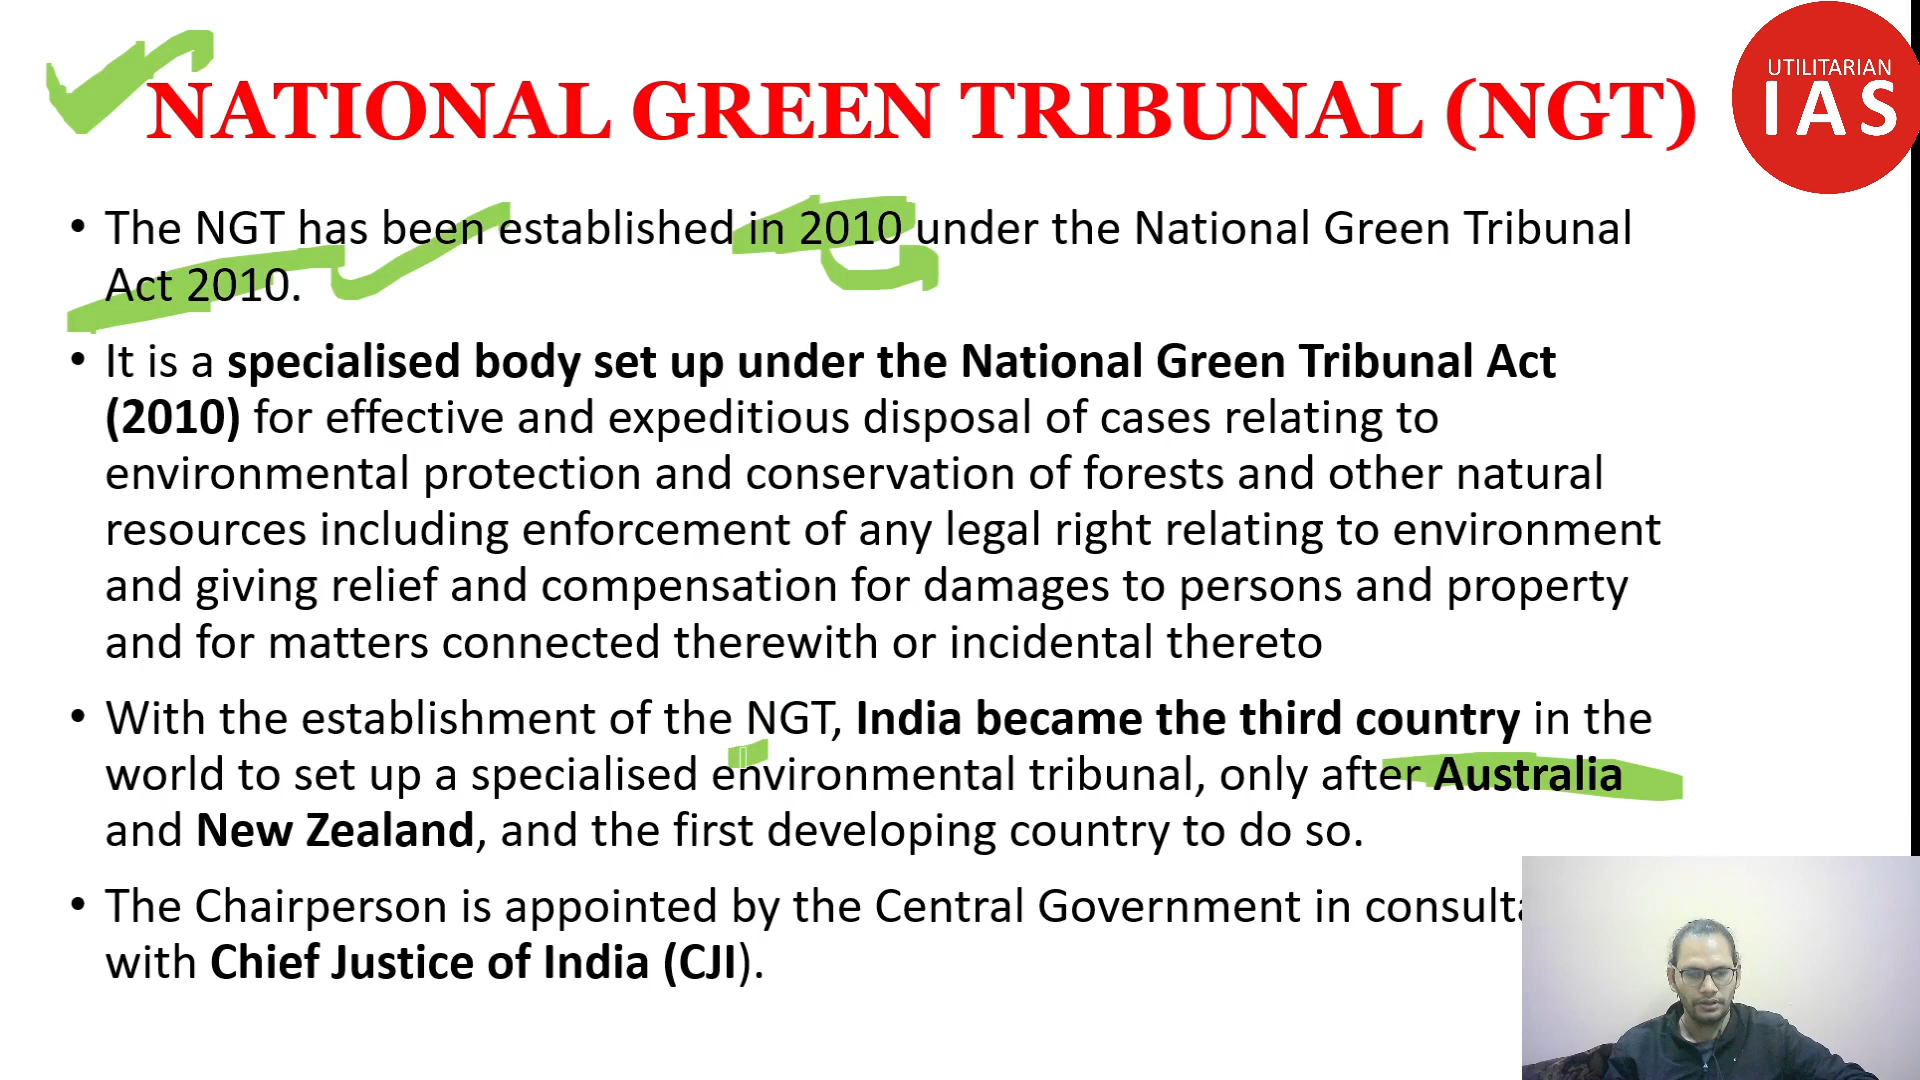 NATIONAL GREEN TRIBUNAL (NGT)
UTILITARIAN
IAS
• The NGT has been established in 2010 under the National Green Tribunal
Act 2010.
• It is a specialised body set up under the National Green Tribunal Act
(2010) for effective and expeditious disposal of cases relating to
environmental protection and conservation of forests and other natural
resources including enforcement of any legal right relating to environment
and giving relief and compensation for damages to persons and property
and for matters connected therewith or incidental thereto
• With the establishment of the NGT, India became the third country in the
world to set up a specialised environmental tribunal, only after Australia
and New Zealand, and the first developing country to do so.
• The Chairperson is appointed by the Central Government in
with Chief Justice of India (CJI).